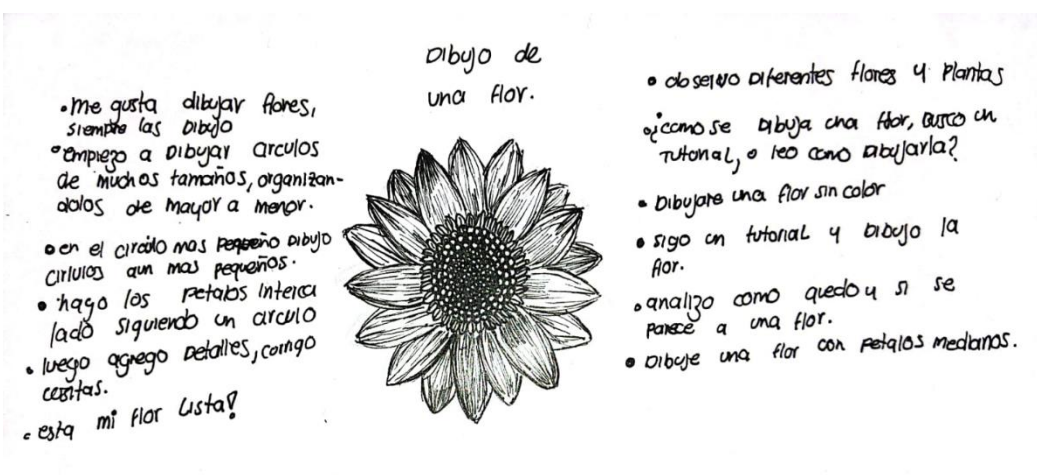 Dibujo de
una flor.
• Me gusta dibujar flores,
siempre las Dibujo
• Empiezo a Dibujar circulos
de muchos tamaños, organizan-
dolos de mayor a menor.
• en el circulo mas pequeño Dibujo
cirlulos aun mas pequeños.
• hago los petalos interca
lado siguiendo un circulo
• luego agrego Detalles, corrigo
cositas.
• esta mi flor Lista!
• observo Diferentes flores y Plantas
• ¿como se Dibuja una flor, Busco un
Tutorial, o leo como Dibujarla?
• Dibujare una flor sin color
• sigo un tutorial y Dibujo la
flor.
• analizo como quedo y si se
parece a una flor.
• Dibuje una flor con petalos medianos.